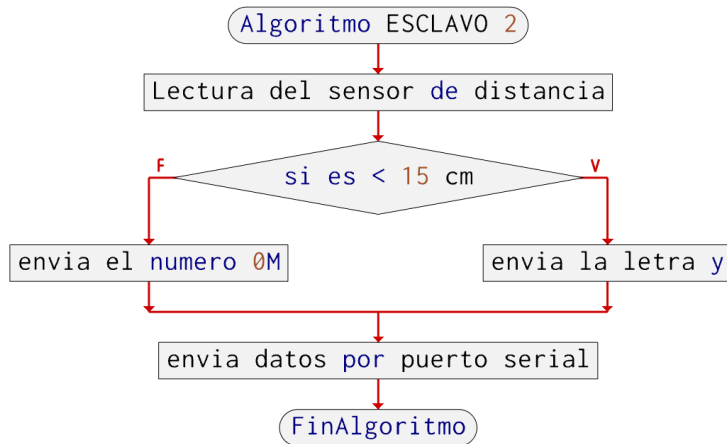 Algoritmo ESCLAVO 2
Lectura del sensor de distancia
F
V
si es < 15 cm
envia el numero 0M
envia la letra y
envia datos por puerto serial
FinAlgoritmo